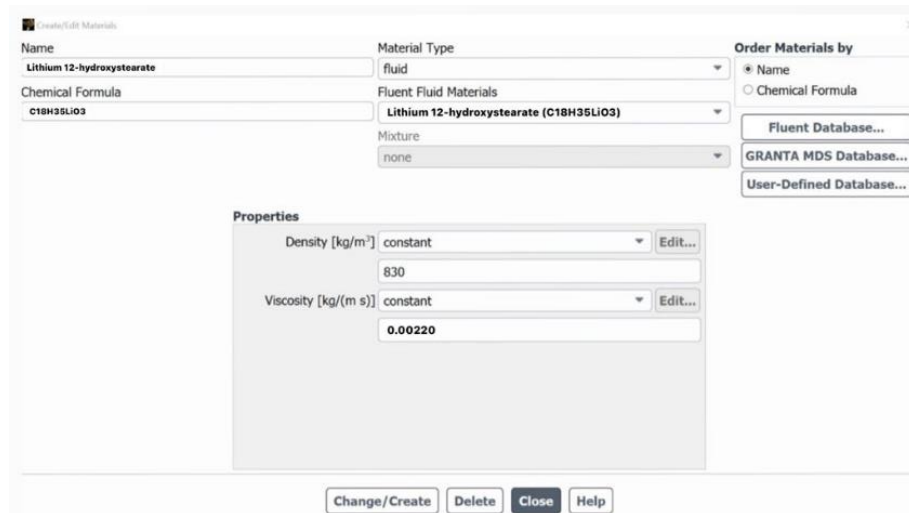 Create/Edit Materials
Name
Lithium 12-hydroxystearate
Chemical Formula
C18H35LiO3
Material Type
fluid
Fluent Fluid Materials
Lithium 12-hydroxystearate (C18H35LiO3)
Mixture
none
Order Materials by
Name
Chemical Formula
Fluent Database...
GRANTA MDS Database...
User-Defined Database...
Properties
Density [kg/m³] constant Edit...
830
Viscosity [kg/(m s)] constant Edit...
0.00220
Change/Create Delete Close Help